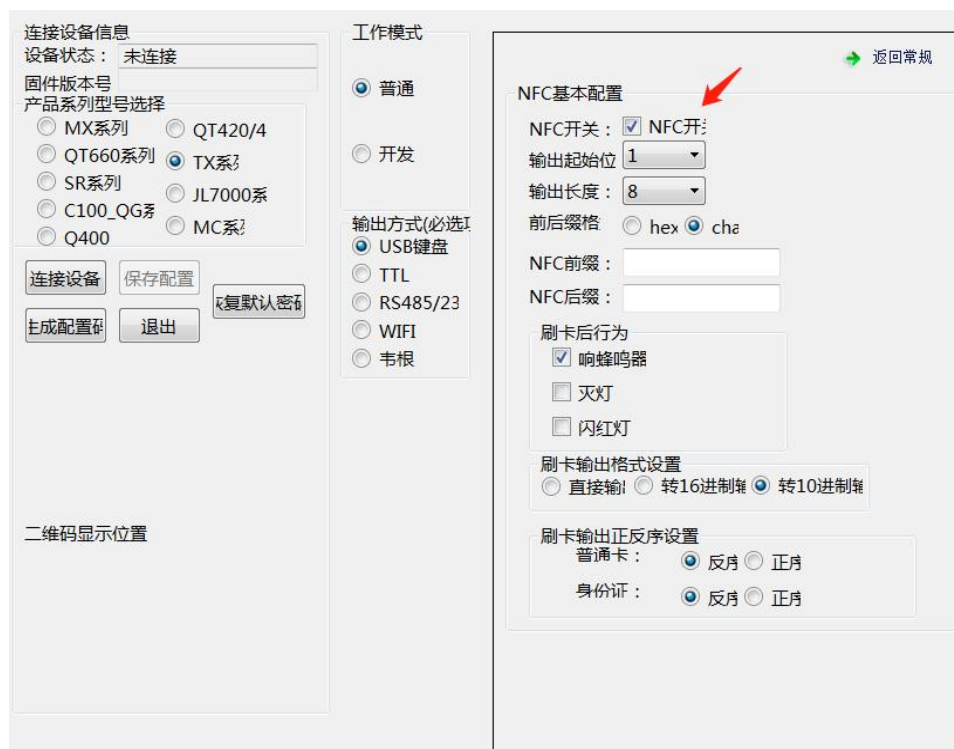 连接设备信息
设备状态： 未连接
固件版本号
产品系列型号选择
MX系列
QT420/4
QT660系列
TX系
SR系列
JL7000系
C100_QG系
MC系
Q400
连接设备
保存配置
复默认密码
生成配置码
退出
二维码显示位置
工作模式
普通
开发
输出方式(必选项
USB键盘
TTL
RS485/23
WIFI
韦根
返回常规
NFC基本配置
NFC开关： NFC开关
输出起始位 1
输出长度： 8
前后缀格 hex cha
NFC前缀：
NFC后缀：
刷卡后行为
响蜂鸣器
灭灯
闪红灯
刷卡输出格式设置
直接输出 转16进制输 转10进制输
刷卡输出正反序设置
普通卡： 反序 正序
身份证： 反序 正序